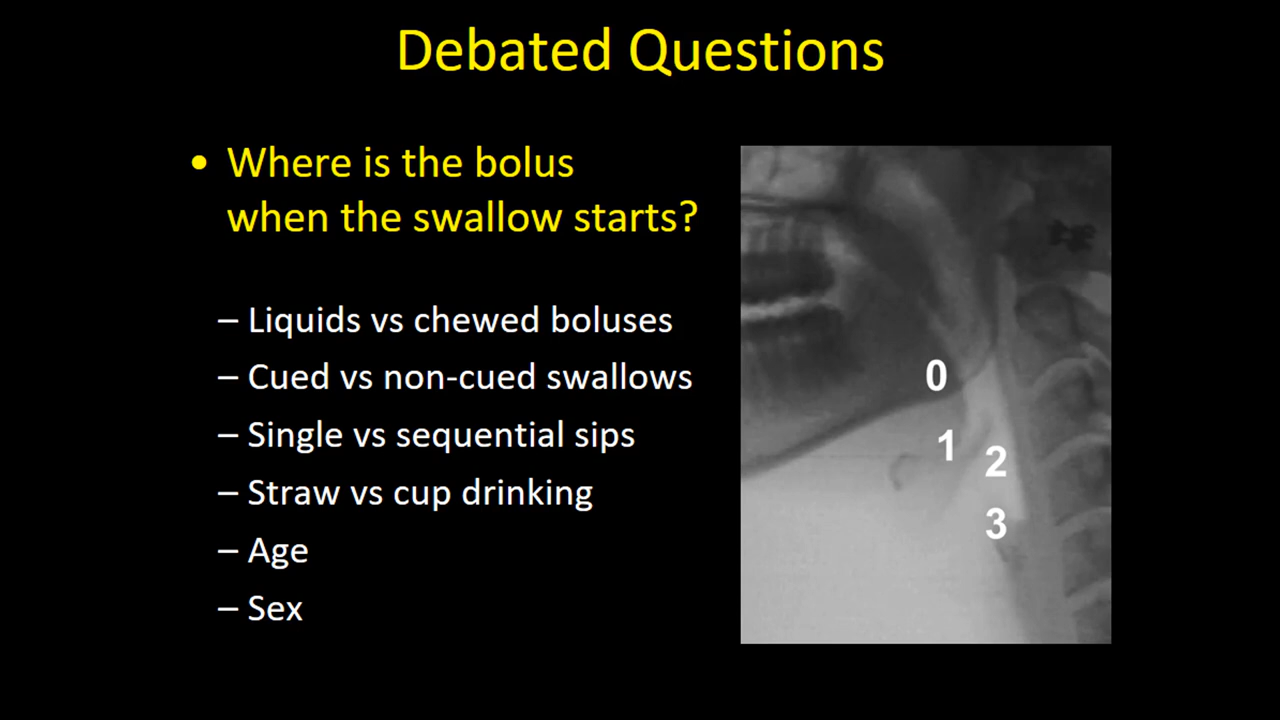 Debated Questions
• Where is the bolus
when the swallow starts?
– Liquids vs chewed boluses
– Cued vs non-cued swallows
– Single vs sequential sips
– Straw vs cup drinking
– Age
– Sex
0
1
2
3